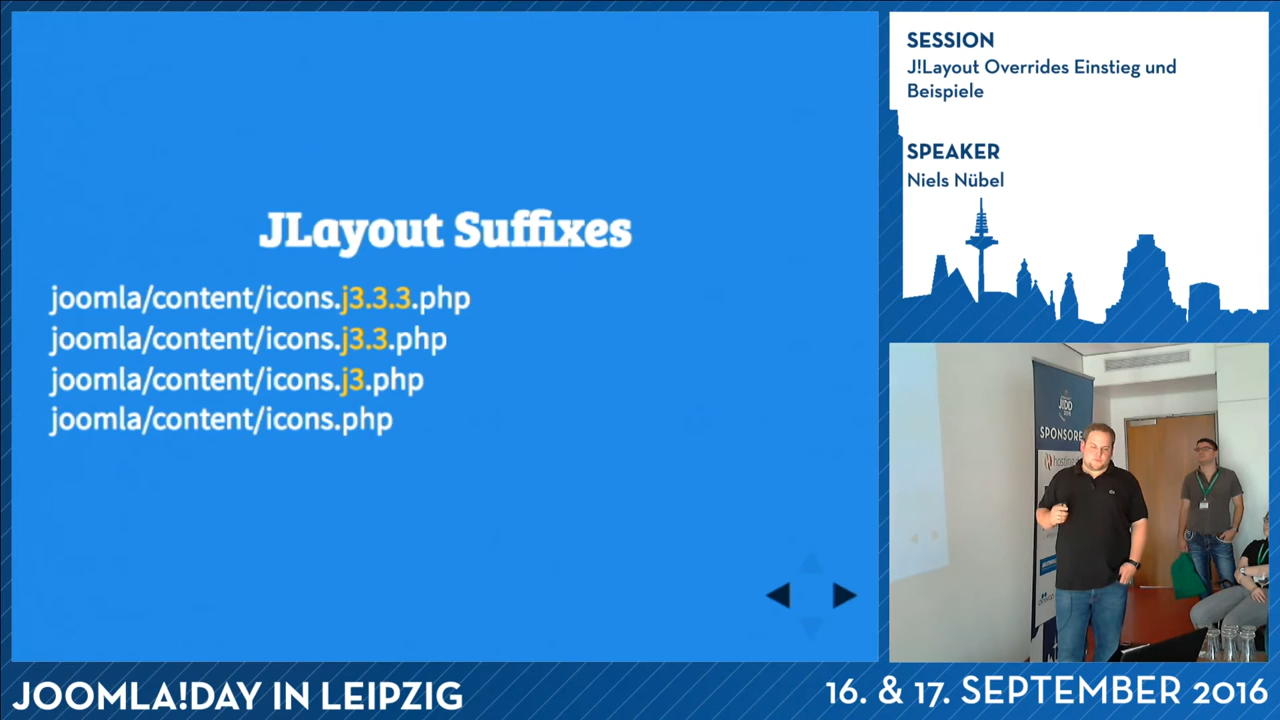 JLayout Suffixes
joomla/content/icons.j3.3.3.php
joomla/content/icons.j3.3.php
joomla/content/icons.j3.php
joomla/content/icons.php
SESSION
J!Layout Overrides Einstieg und
Beispiele
SPEAKER
Niels Nübel
SPONSORE
JOOMLA!DAY IN LEIPZIG
16. & 17. SEPTEMBER 2016